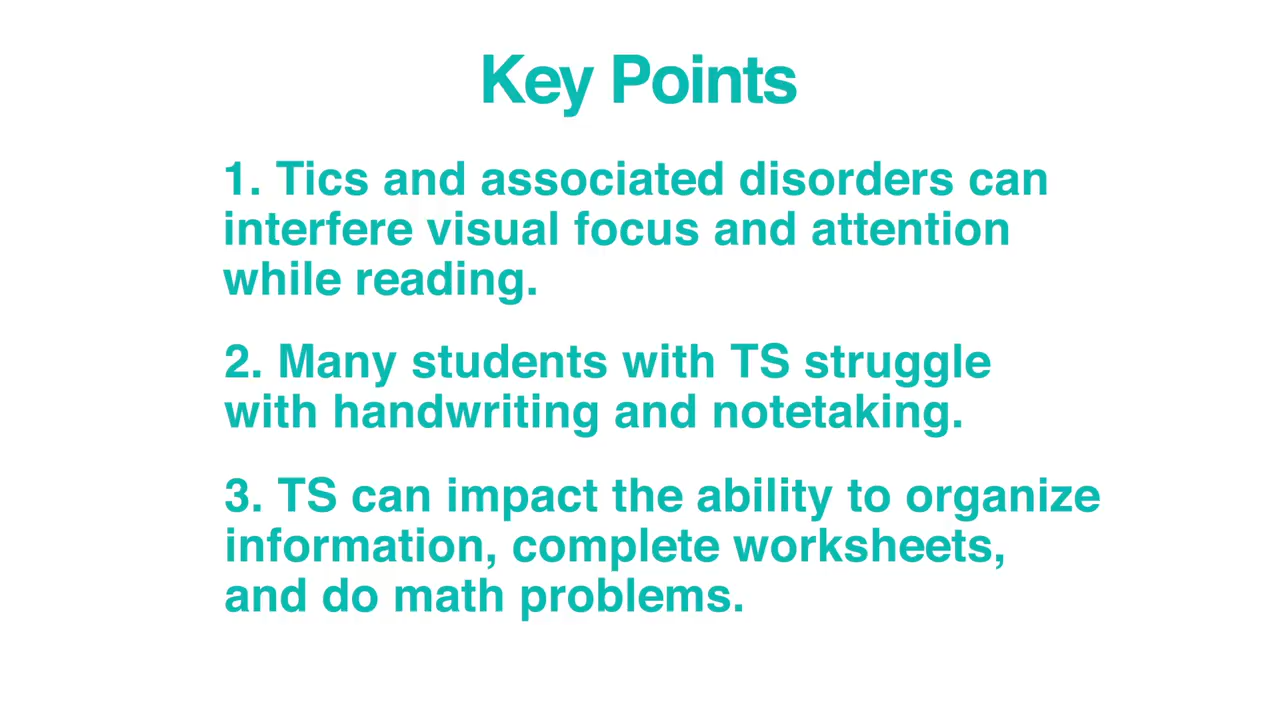 Key Points
1. Tics and associated disorders can
interfere visual focus and attention
while reading.
2. Many students with TS struggle
with handwriting and notetaking.
3. TS can impact the ability to organize
information, complete worksheets,
and do math problems.